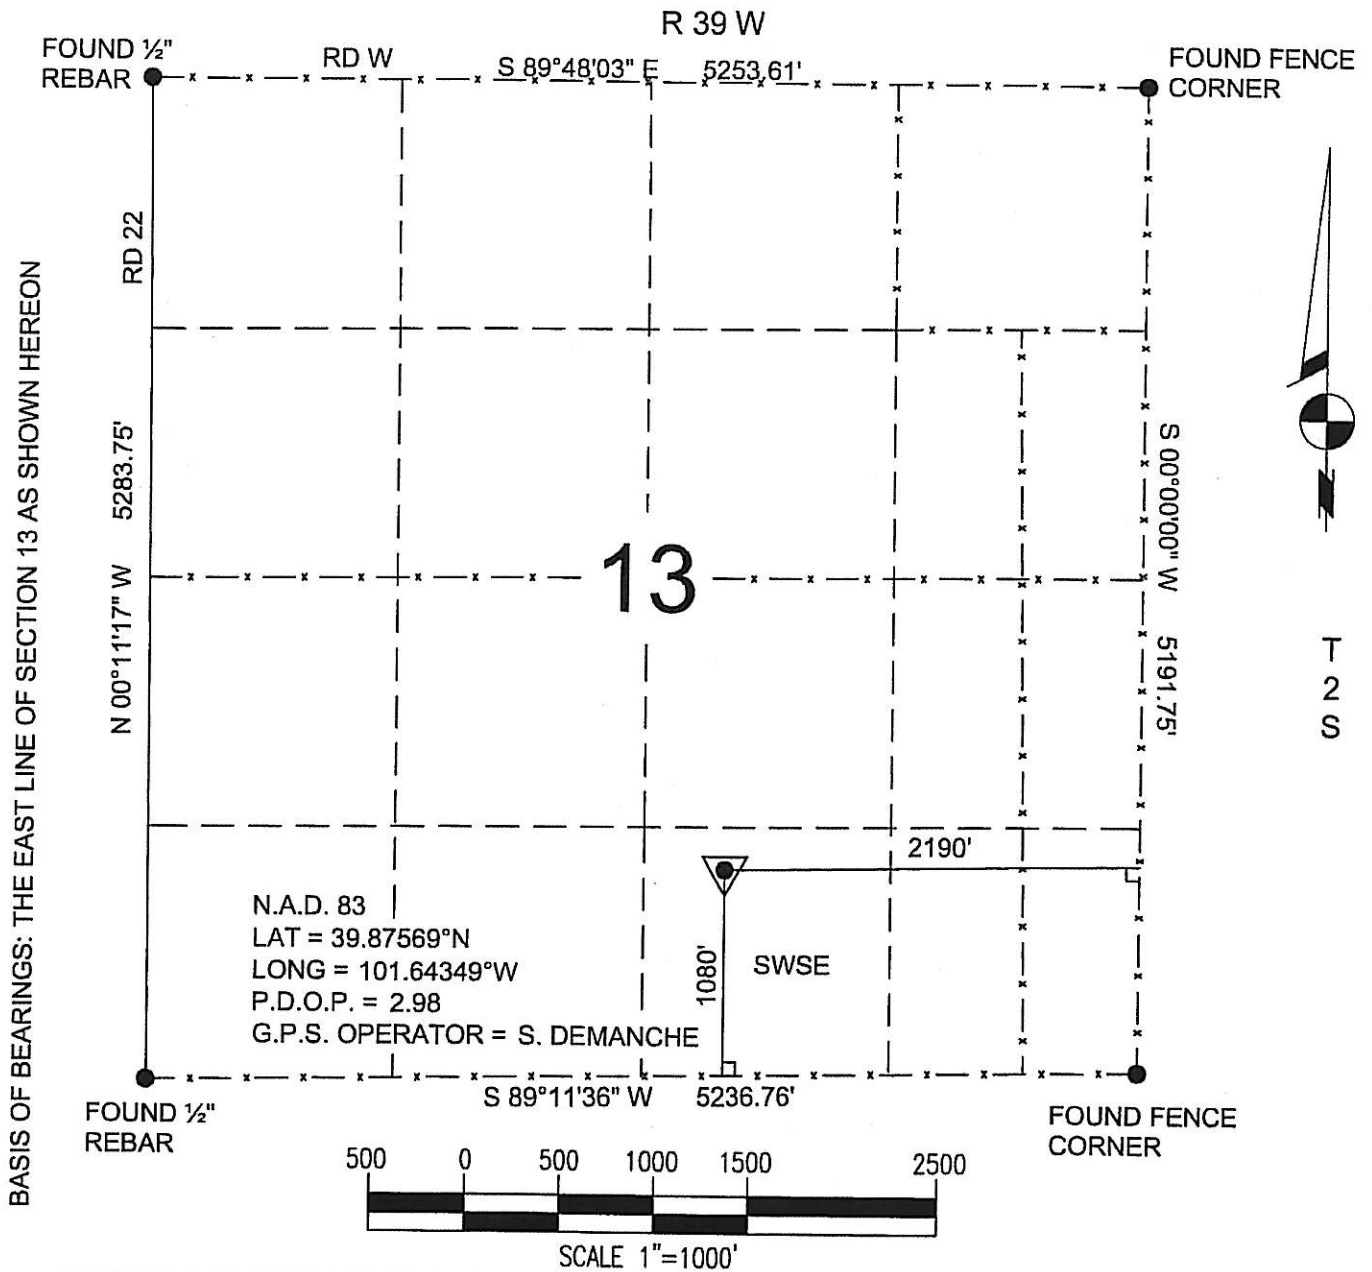 R 39 W
FOUND ½"
REBAR
RD W
S 89°48'03" E 5253.61'
FOUND FENCE
CORNER
RD 22
BASIS OF BEARINGS: THE EAST LINE OF SECTION 13 AS SHOWN HEREON
N 00°11'17" W 5283.75'
S 00°00'00" W 5191.75'
13
T
2
S
N
2190'
N.A.D. 83
LAT = 39.87569°N
LONG = 101.64349°W
P.D.O.P. = 2.98
G.P.S. OPERATOR = S. DEMANCHE
1080'
SWSE
S 89°11'36" W 5236.76'
FOUND ½"
REBAR
FOUND FENCE
CORNER
500 0 500 1000 1500 2500
SCALE 1"=1000'